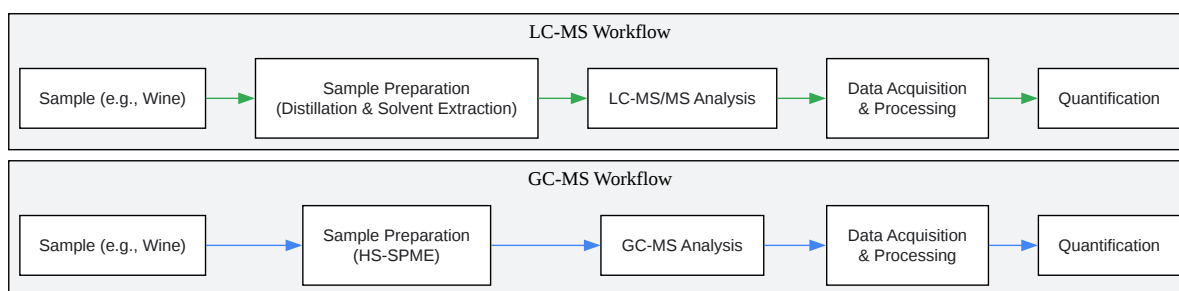 LC-MS Workflow
Sample (e.g., Wine)
Sample Preparation
(Distillation & Solvent Extraction)
LC-MS/MS Analysis
Data Acquisition
& Processing
Quantification
GC-MS Workflow
Sample (e.g., Wine)
Sample Preparation
(HS-SPME)
GC-MS Analysis
Data Acquisition
& Processing
Quantification